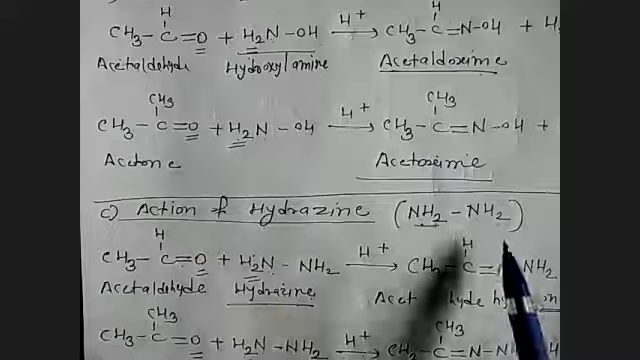 H
CH3 – C = O + H2N – OH H+ → CH3 – C = N – OH + H
H
Acetaldehyde Hydroxylamine Acetaldoxime
CH3 CH3
CH3 – C = O + H2N – OH H+ → CH3 – C = N – OH +
Acetone Acetoxime
c) Action of Hydrazine (NH2 – NH2)
H H
CH3 – C = O + H2N – NH2 H+ → CH3 – C = NH2
Acetaldehyde Hydrazine
CH3 CH3
CH3 – C = O + H2N – NH2 H+ → CH3 – C = N –